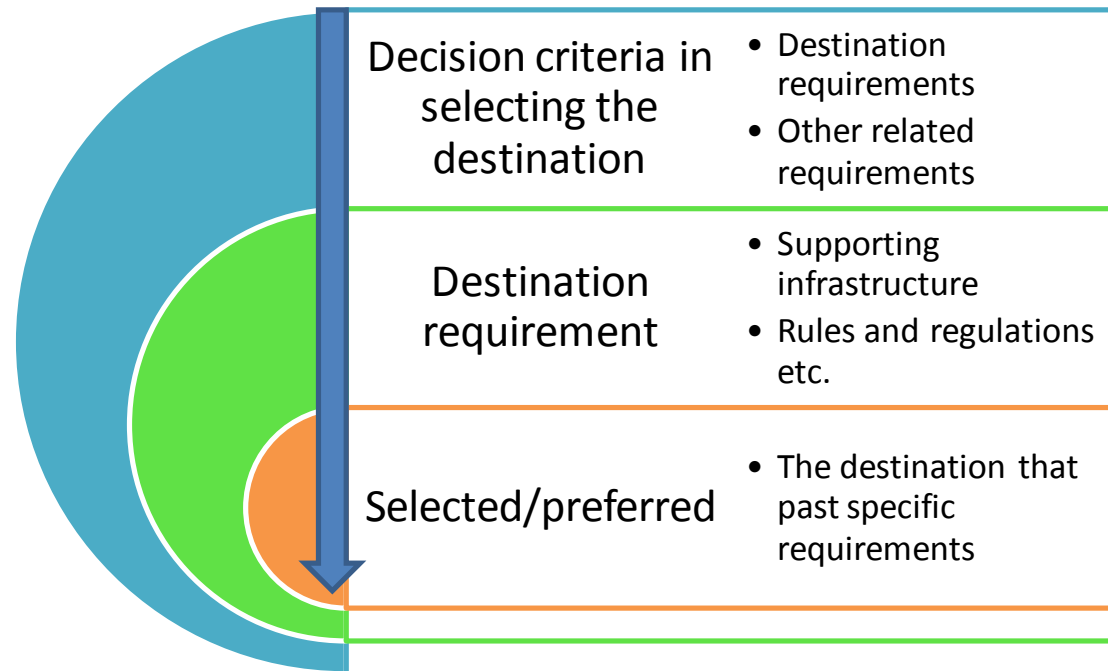 Decision criteria in
selecting the
destination
• Destination
requirements
• Other related
requirements
Destination
requirement
• Supporting
infrastructure
• Rules and regulations
etc.
Selected/preferred
• The destination that
past specific
requirements